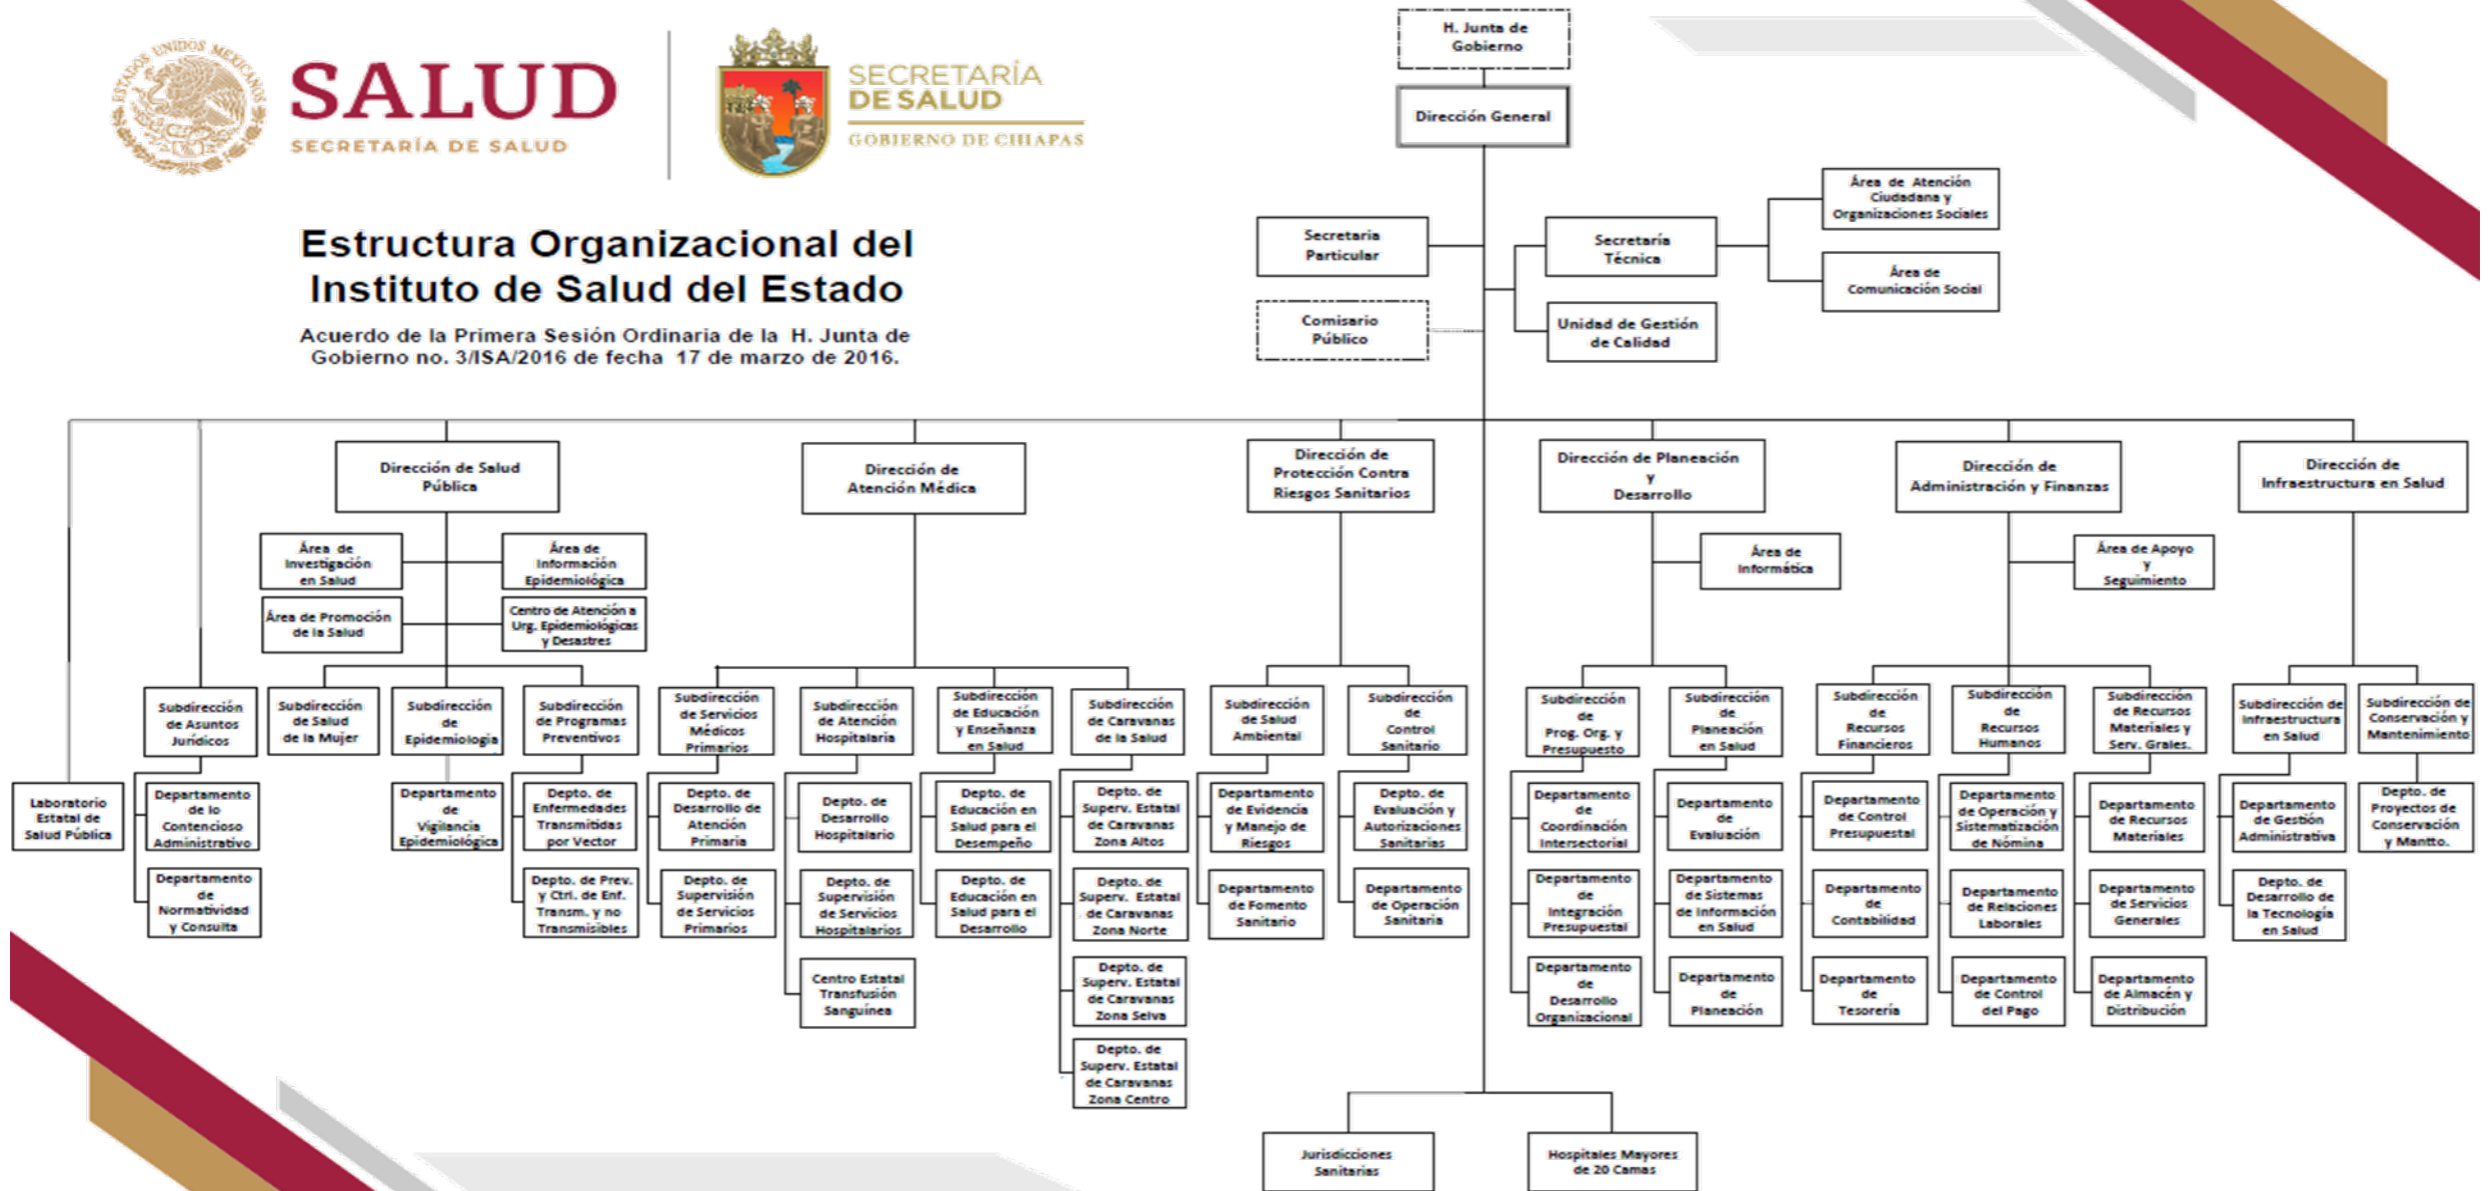 ESTADOS UNIDOS MEXICANOS
SALUD
SECRETARÍA DE SALUD
SECRETARÍA
DE SALUD
GOBIERNO DE CHIAPAS
Estructura Organizacional del
Instituto de Salud del Estado
Acuerdo de la Primera Sesión Ordinaria de la H. Junta de
Gobierno no. 3/ISA/2016 de fecha 17 de marzo de 2016.
H. Junta de
Gobierno
Dirección General
Secretaria
Particular
Secretaría
Técnica
Área de Atención
Ciudadana y
Organizaciones Sociales
Área de
Comunicación Social
Comisario
Público
Unidad de Gestión
de Calidad
Dirección de Salud
Pública
Dirección de
Atención Médica
Dirección de
Protección Contra
Riesgos Sanitarios
Dirección de Planeación
y
Desarrollo
Dirección de
Administración y Finanzas
Dirección de
Infraestructura en Salud
Área de
Investigación
en Salud
Área de
Información
Epidemiológica
Área de Promoción
de la Salud
Centro de Atención a
Urg. Epidemiológicas
y Desastres
Área de
Informática
Área de Apoyo
y
Seguimiento
Subdirección
de Asuntos
Jurídicos
Subdirección
de Salud
de la Mujer
Subdirección
de
Epidemiologia
Subdirección
de Programas
Preventivos
Subdirección
de Servicios
Médicos
Primarios
Subdirección
de Atención
Hospitalaria
Subdirección
de Educación
y Enseñanza
en Salud
Subdirección
de Caravanas
de la Salud
Subdirección
de Salud
Ambiental
Subdirección
de
Control
Sanitario
Subdirección
de
Prog. Org. y
Presupuesto
Subdirección
de
Planeación
en Salud
Subdirección
de
Recursos
Financieros
Subdirección
de
Recursos
Humanos
Subdirección
de Recursos
Materiales y
Serv. Grales.
Subdirección de
Infraestructura
en Salud
Subdirección de
Conservación y
Mantenimiento
Laboratorio
Estatal de
Salud Pública
Departamento
de lo
Contencioso
Administrativo
Departamento
de
Vigilancia
Epidemiológica
Depto. de
Enfermedades
Transmitidas
por Vector
Depto. de
Desarrollo de
Atención
Primaria
Depto. de
Desarrollo
Hospitalario
Depto. de
Educación en
Salud para el
Desempeño
Depto. de
Superv. Estatal
de Caravanas
Zona Altos
Departamento
de Evidencia
y Manejo de
Riesgos
Depto. de
Evaluación y
Autorizaciones
Sanitarias
Departamento
de
Coordinación
Intersectorial
Departamento
de
Evaluación
Departamento
de Control
Presupuestal
Departamento
de Operación y
Sistematización
de Nómina
Departamento
de Recursos
Materiales
Departamento
de Gestión
Administrativa
Depto. de
Proyectos de
Conservación
y Mantto.
Departamento
de
Normatividad
y Consulta
Depto. de Prev.
y Ctrl. de Enf.
Transm. y no
Transmisibles
Depto. de
Supervisión
de Servicios
Primarios
Depto. de
Supervisión
de Servicios
Hospitalarios
Depto. de
Educación en
Salud para el
Desarrollo
Depto. de
Superv. Estatal
de Caravanas
Zona Norte
Departamento
de Fomento
Sanitario
Departamento
de Operación
Sanitaria
Departamento
de
Integración
Presupuestal
Departamento
de Sistemas
de Información
en Salud
Departamento
de
Contabilidad
Departamento
de Relaciones
Laborales
Departamento
de Servicios
Generales
Depto. de
Desarrollo de
la Tecnología
en Salud
Centro Estatal
Transfusión
Sanguínea
Depto. de
Superv. Estatal
de Caravanas
Zona Selva
Departamento
de
Desarrollo
Organizacional
Departamento
de
Planeación
Departamento
de
Tesorería
Departamento
de Control
del Pago
Departamento
de Almacén y
Distribución
Depto. de
Superv. Estatal
de Caravanas
Zona Centro
Jurisdicciones
Sanitarias
Hospitales Mayores
de 20 Camas